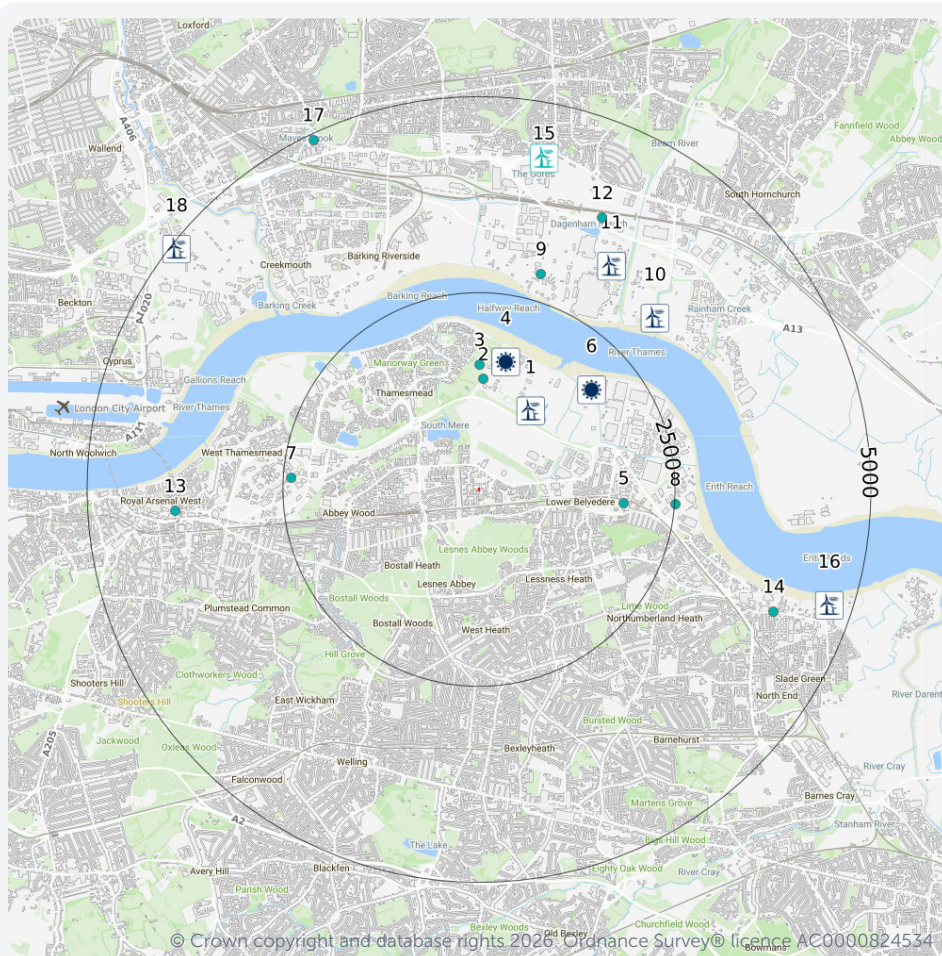 Loxford
17
Mayes Brook
A406
Wallend
15
The Gores
Fannifield Wood
Abbey Wood
Beam River
18
12
South Hornchurch
Dagenham
11
9
Barking Riverside
Creekmouth
10
Beckton
Barking Creek
Barking Reach
Halfway Reach
4
Rainham Creek
A1020
A13
3
6
River Thames
2
1
Cyprus
Manorway Green
Gallions Reach
Thamesmead
London City Airport
River Thames
A117
South Mere
2500
North Woolwich
West Thamesmead
7
5000
13
5
8
Royal Arsenal West
Lower Belvedere
Erith Reach
Abbey Wood
Lesnes Abbey Woods
16
Bostall Heath
Lesnes Abbey
Lessness Heath
14
Bostall Woods
Lime Wood
Plumstead Common
Bostall Woods
West Heath
Northumberland Heath
Hill Grove
Clothworkers Wood
Shooters Hill
Slade Green
Shooters Hill
East Wickham
North End
River Darent
Bursted Wood
A205
Jackwood
Oxleas Wood
Bexleyheath
Barnehurst
Welling
River Cray
Falconwood
Martens Grove
Barnes Cray
A2
Stanham River
The Lake
Bigs Hill Wood
Avery Hill
Blackfen
Eighty Oak Wood
River Cray
Parish Wood
Bexley Woods
Old Bexley
Churchfield Wood
Bowmans
© Crown copyright and database rights 2026. Ordnance Survey® licence AC0000824534